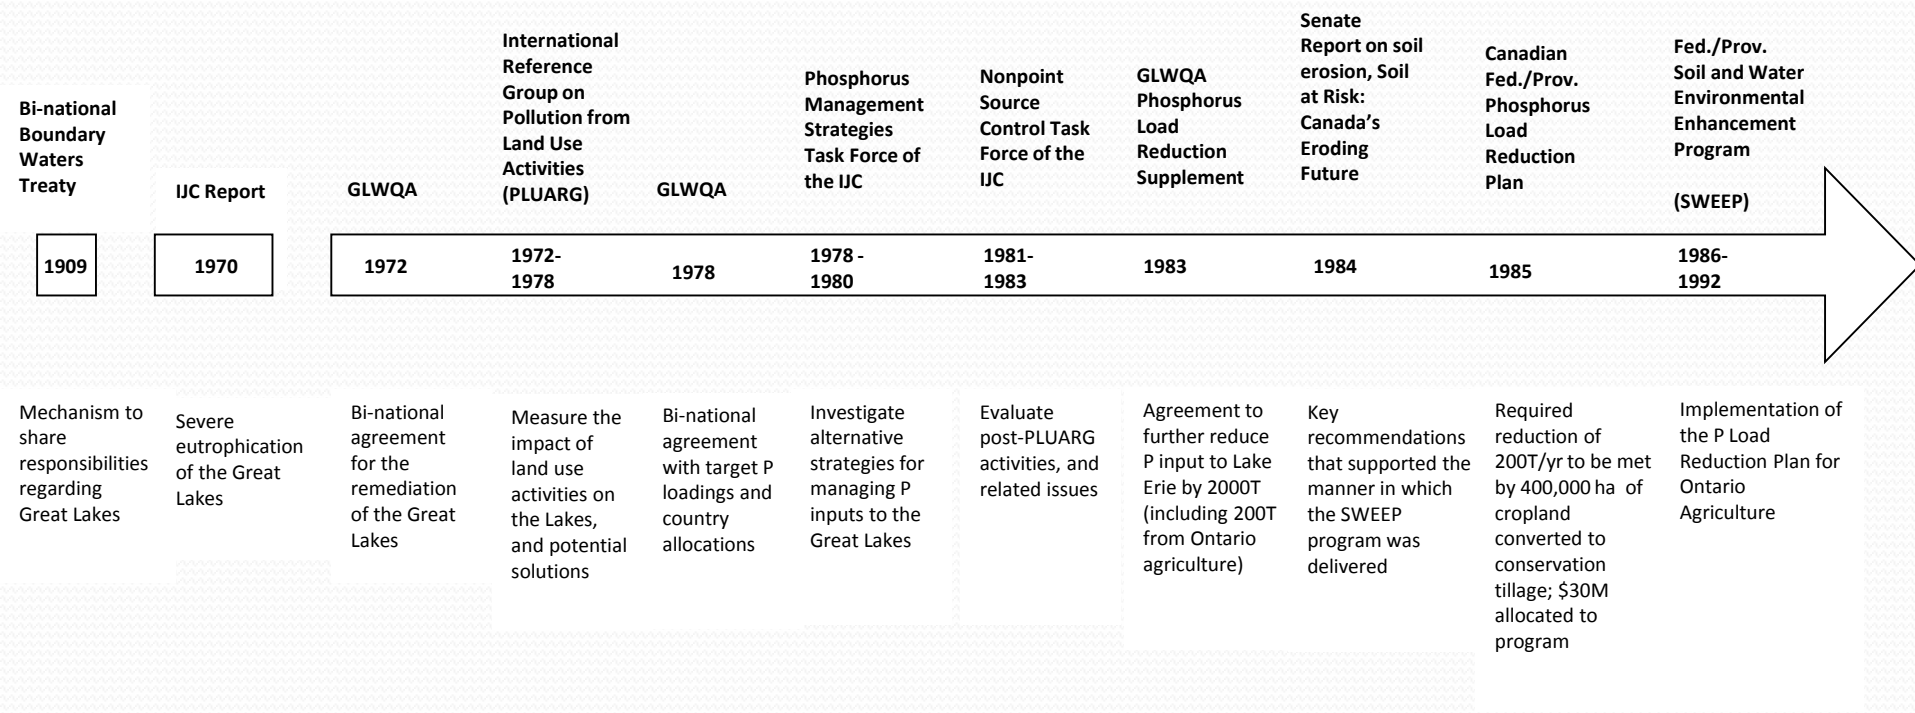 Bi-national
Boundary
Waters
Treaty
1909
Mechanism to
share
responsibilities
regarding
Great Lakes
IJC Report
1970
Severe
eutrophication
of the Great
Lakes
GLWQA
1972
Bi-national
agreement
for the
remediation
of the Great
Lakes
International
Reference
Group on
Pollution from
Land Use
Activities
(PLUARG)
1972-
1978
Measure the
impact of
land use
activities on
the Lakes,
and potential
solutions
GLWQA
1978
Bi-national
agreement
with target P
loadings and
country
allocations
Phosphorus
Management
Strategies
Task Force of
the IJC
1978 -
1980
Investigate
alternative
strategies for
managing P
inputs to the
Great Lakes
Nonpoint
Source
Control Task
Force of the
IJC
1981-
1983
Evaluate
post-PLUARG
activities, and
related issues
GLWQA
Phosphorus
Load
Reduction
Supplement
1983
Agreement to
further reduce
P input to Lake
Erie by 2000T
(including 200T
from Ontario
agriculture)
Senate
Report on soil
erosion, Soil
at Risk:
Canada's
Eroding
Future
1984
Key
recommendations
that supported the
manner in which
the SWEEP
program was
delivered
Canadian
Fed./Prov.
Phosphorus
Load
Reduction
Plan
1985
Required
reduction of
200T/yr to be met
by 400,000 ha of
cropland
converted to
conservation
tillage; $30M
allocated to
program
Fed./Prov.
Soil and Water
Environmental
Enhancement
Program
(SWEEP)
1986-
1992
Implementation of
the P Load
Reduction Plan for
Ontario
Agriculture